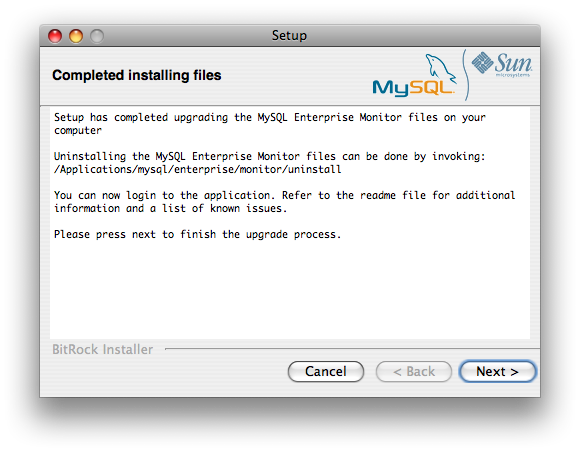 Setup
Completed installing files
MySQL
Sun
microsystems
Setup has completed upgrading the MySQL Enterprise Monitor files on your
computer
Uninstalling the MySQL Enterprise Monitor files can be done by invoking:
/Applications/mysql/enterprise/monitor/uninstall
You can now login to the application. Refer to the readme file for additional
information and a list of known issues.
Please press next to finish the upgrade process.
BitRock Installer
Cancel
< Back
Next >